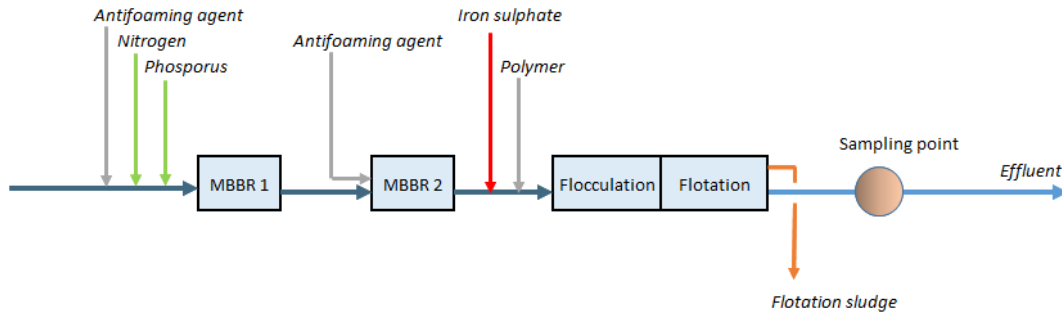 Antifoaming agent
Nitrogen
Phosporus
Antifoaming agent
Iron sulphate
Polymer
MBBR 1
MBBR 2
Flocculation
Flotation
Sampling point
Effluent
Flotation sludge